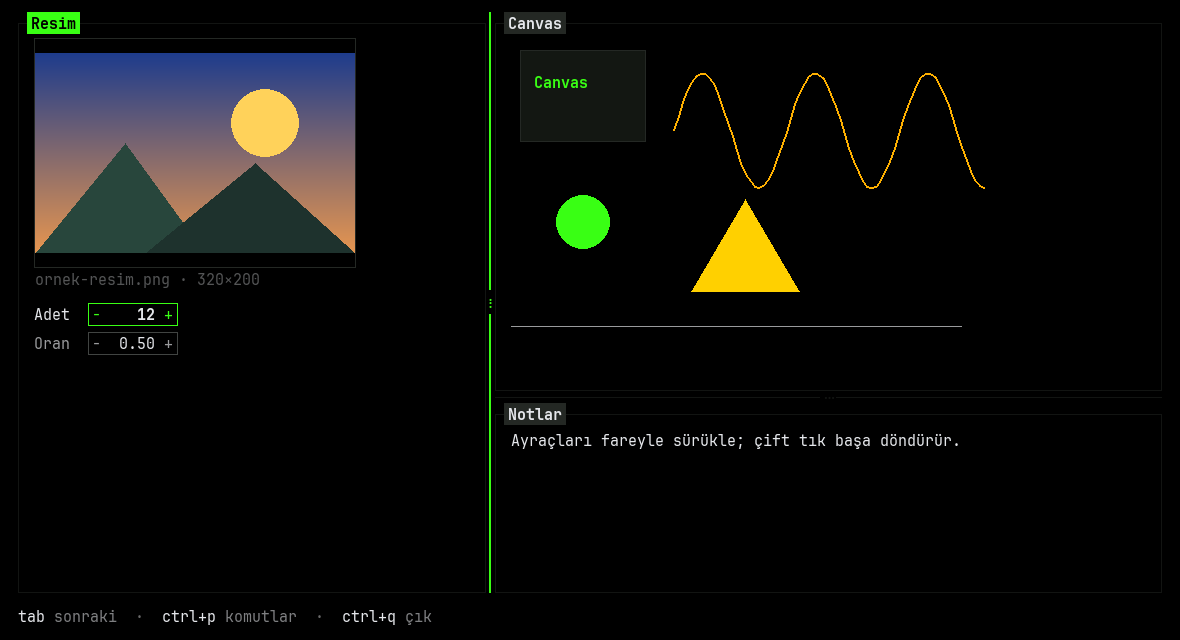 Resim
ornek-resim.png · 320×200
Adet - 12 +
Oran - 0.50 +
Canvas
Canvas
Notlar
Ayraçları fareyle sürükle; çift tık başa döndürür.
tab sonraki · ctrl+p komutlar · ctrl+q çık